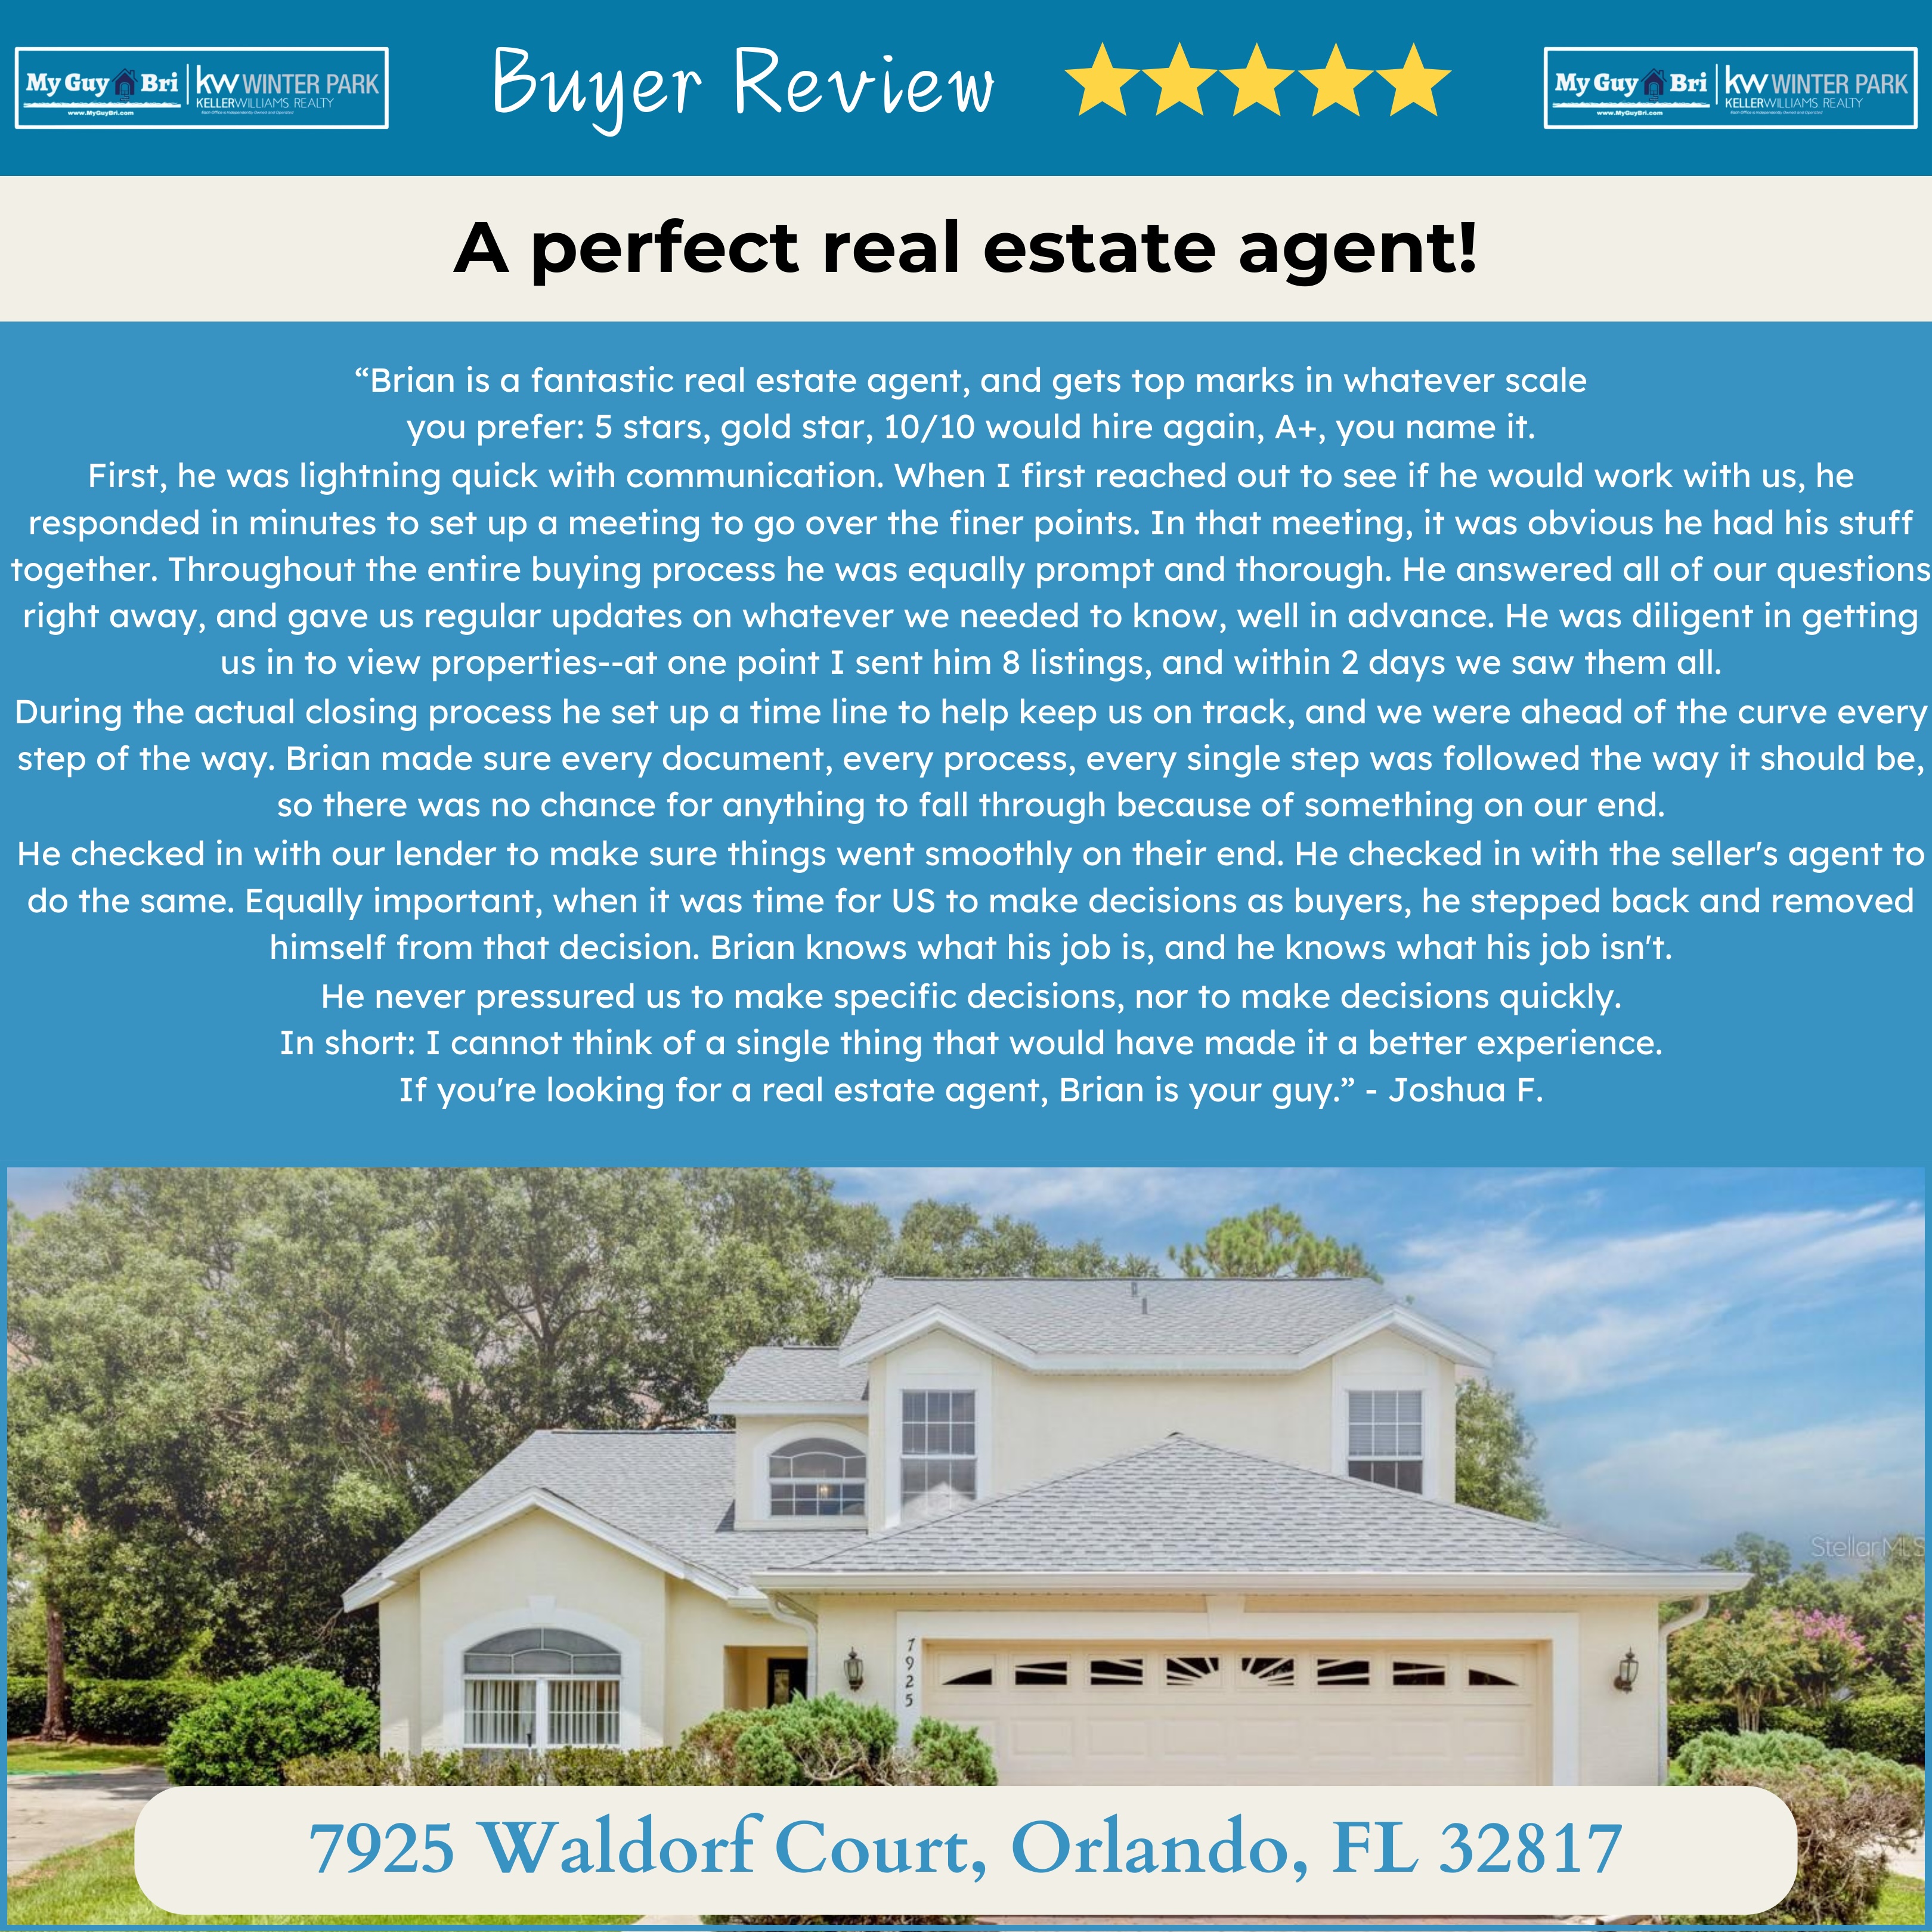 My Guy Bri
www.MyGuyBri.com
kw WINTER PARK
KELLERWILLIAMS REALTY
Each Office is Independently Owned and Operated
Buyer Review
My Guy Bri
www.MyGuyBri.com
kw WINTER PARK
KELLERWILLIAMS REALTY
Each Office is Independently Owned and Operated
A perfect real estate agent!
“Brian is a fantastic real estate agent, and gets top marks in whatever scale
you prefer: 5 stars, gold star, 10/10 would hire again, A+, you name it.
First, he was lightning quick with communication. When I first reached out to see if he would work with us, he
responded in minutes to set up a meeting to go over the finer points. In that meeting, it was obvious he had his stuff
together. Throughout the entire buying process he was equally prompt and thorough. He answered all of our questions
right away, and gave us regular updates on whatever we needed to know, well in advance. He was diligent in getting
us in to view properties--at one point I sent him 8 listings, and within 2 days we saw them all.
During the actual closing process he set up a time line to help keep us on track, and we were ahead of the curve every
step of the way. Brian made sure every document, every process, every single step was followed the way it should be,
so there was no chance for anything to fall through because of something on our end.
He checked in with our lender to make sure things went smoothly on their end. He checked in with the seller's agent to
do the same. Equally important, when it was time for US to make decisions as buyers, he stepped back and removed
himself from that decision. Brian knows what his job is, and he knows what his job isn't.
He never pressured us to make specific decisions, nor to make decisions quickly.
In short: I cannot think of a single thing that would have made it a better experience.
If you're looking for a real estate agent, Brian is your guy.” - Joshua F.
StellarMLS
7925
7925 Waldorf Court, Orlando, FL 32817